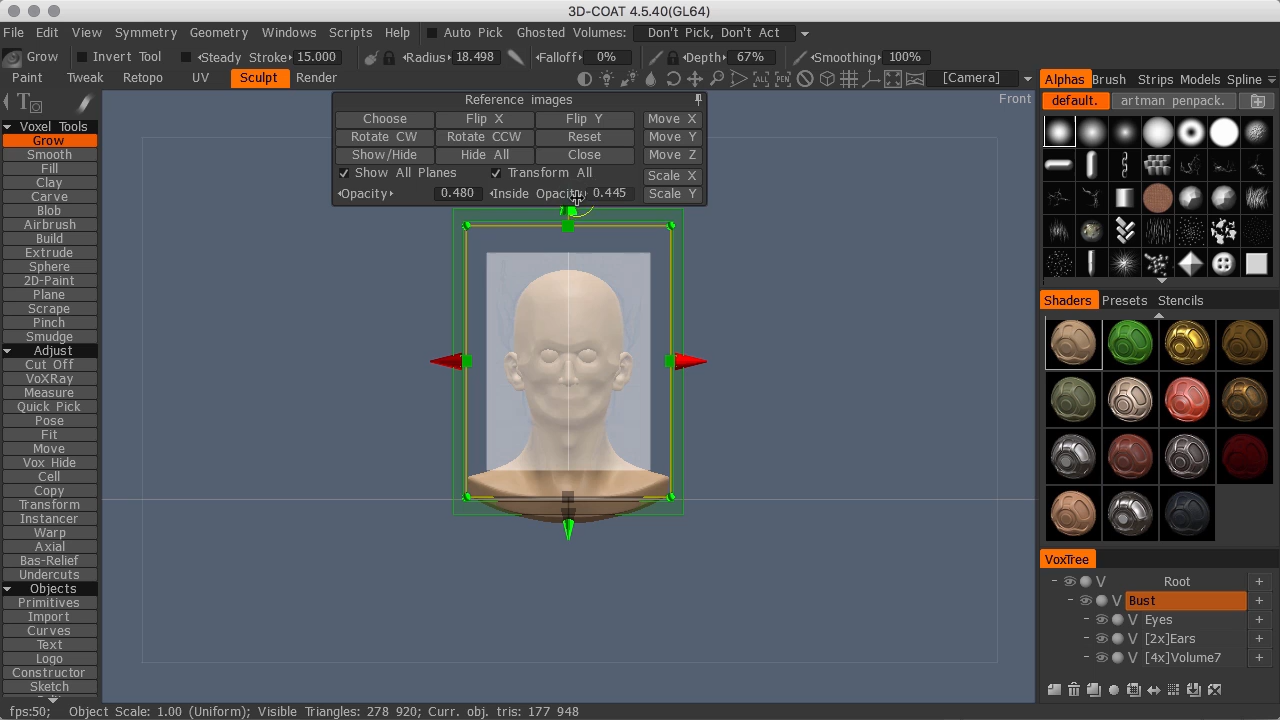 3D-COAT 4.5.40(GL64)
File Edit View Symmetry Geometry Windows Scripts Help Auto Pick Ghosted Volumes: Don't Pick, Don't Act
Grow Invert Tool Steady Stroke 15.000 Radius 18.498 Falloff 0% Depth 67% Smoothing 100%
Paint Tweak Retopo UV Sculpt Render ALL PEN [Camera]
Front
Reference images
Choose Flip X Flip Y Move X
Rotate CW Rotate CCW Reset Move Y
Show/Hide Hide All Close Move Z
Show All Planes Transform All Scale X
Opacity 0.480 Inside Opacity 0.445 Scale Y
Voxel Tools
Grow
Smooth
Fill
Clay
Carve
Blob
Airbrush
Build
Extrude
Sphere
2D-Paint
Plane
Scrape
Pinch
Smudge
Adjust
Cut Off
VoXRay
Measure
Quick Pick
Pose
Fit
Move
Vox Hide
Cell
Copy
Transform
Instancer
Warp
Axial
Bas-Relief
Undercuts
Objects
Primitives
Import
Curves
Text
Logo
Constructor
Sketch
Alphas Brush Strips Models Spline
default. artman penpack.
Shaders Presets Stencils
VoxTree
V Root +
V Bust +
V Eyes +
V [2x]Ears +
V [4x]Volume7 +
fps:50; Object Scale: 1.00 (Uniform); Visible Triangles: 278 920; Curr. obj. tris: 177 948